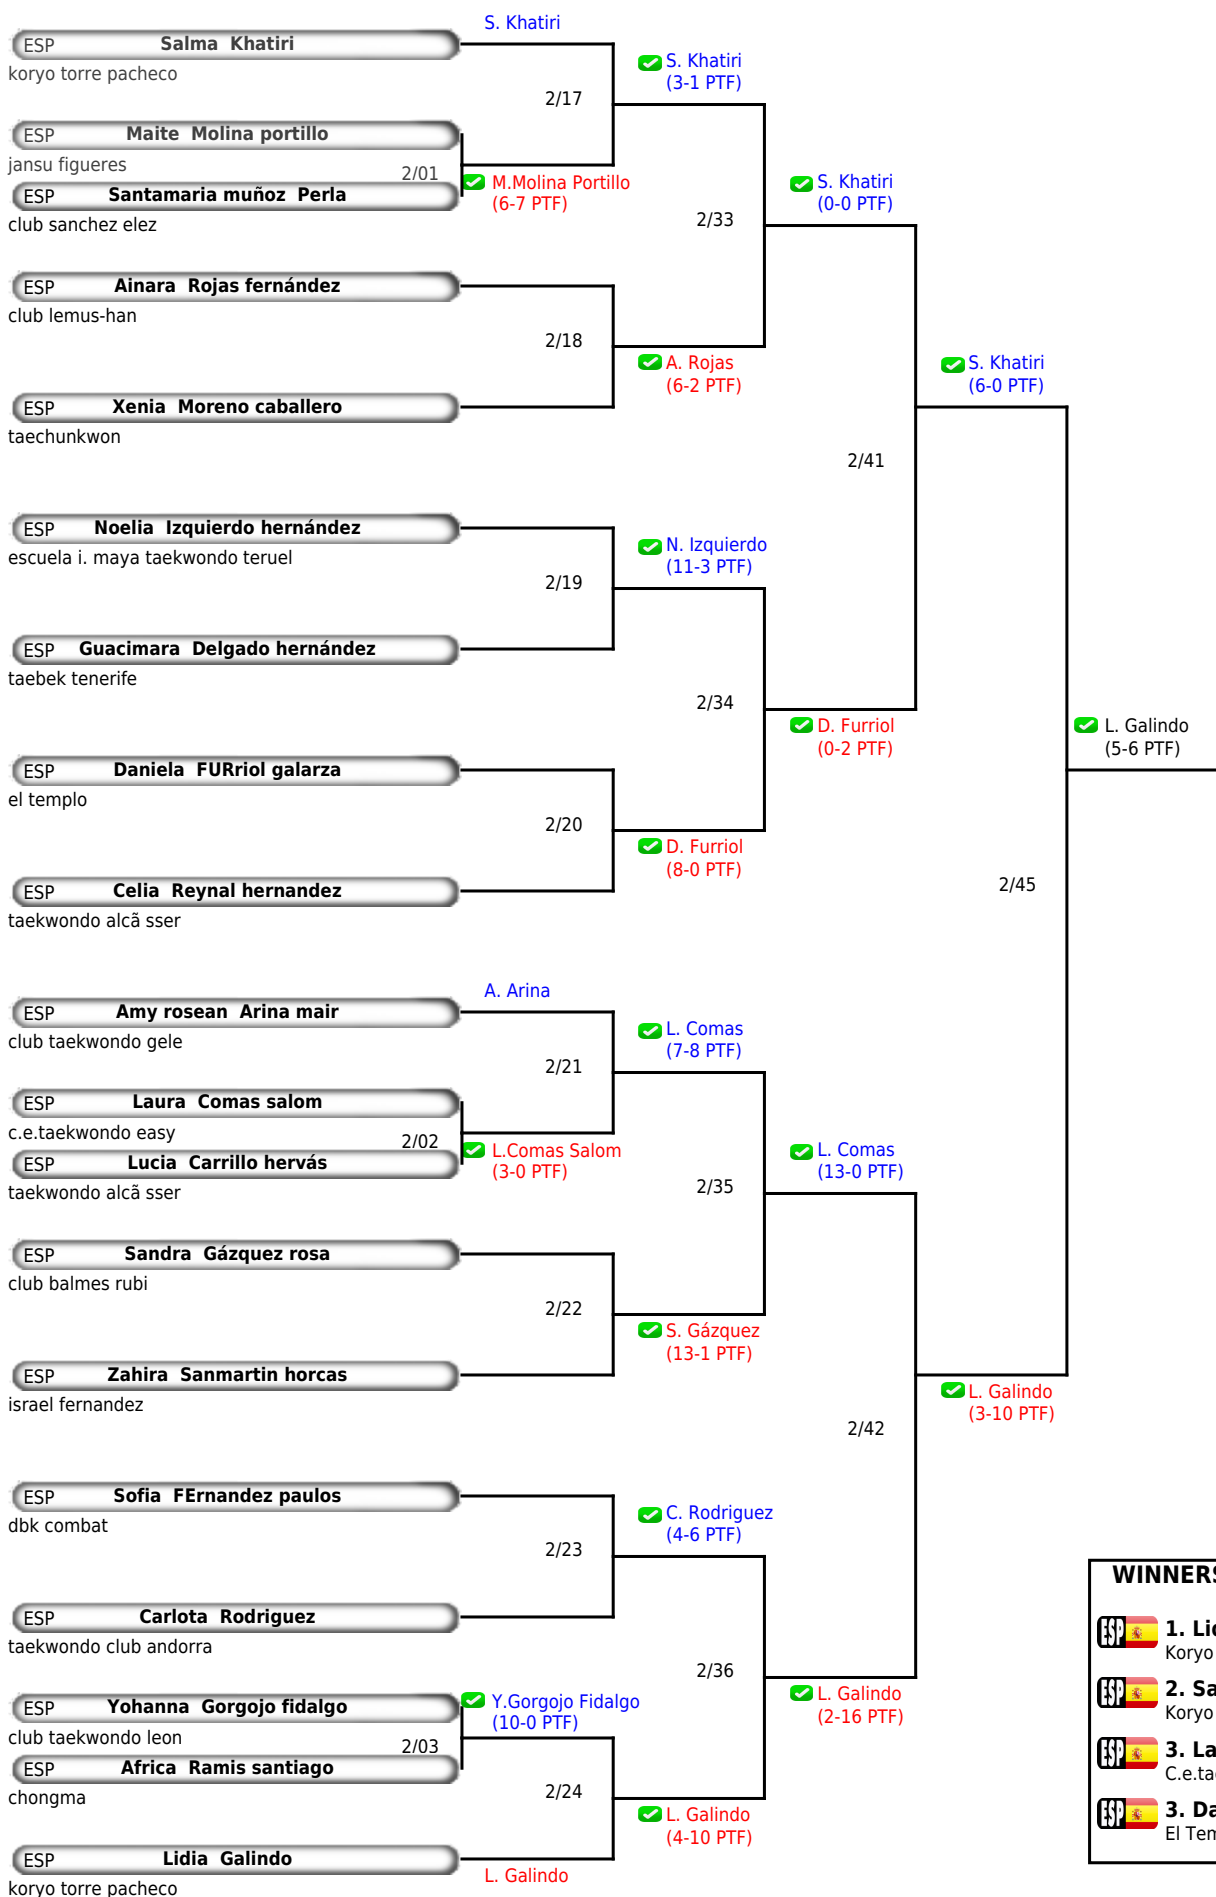 S. Khatiri
ESP Salma Khatiri
koryo torre pacheco
S. Khatiri
(3-1 PTF)
2/17
ESP Maite Molina portillo
jansu figueres
2/01
M.Molina Portillo
(6-7 PTF)
ESP Santamaria muñoz Perla
club sanchez elez
S. Khatiri
(0-0 PTF)
2/33
ESP Ainara Rojas fernández
club lemus-han
2/18
A. Rojas
(6-2 PTF)
S. Khatiri
(6-0 PTF)
ESP Xenia Moreno caballero
taechunkwon
2/41
ESP Noelia Izquierdo hernández
escuela i. maya taekwondo teruel
N. Izquierdo
(11-3 PTF)
2/19
ESP Guacimara Delgado hernández
taebek tenerife
2/34
D. Furriol
(0-2 PTF)
L. Galindo
(5-6 PTF)
ESP Daniela FURriol galarza
el templo
2/20
D. Furriol
(8-0 PTF)
ESP Celia Reynal hernandez
taekwondo alcã sser
2/45
A. Arina
ESP Amy rosean Arina mair
club taekwondo gele
L. Comas
(7-8 PTF)
2/21
ESP Laura Comas salom
c.e.taekwondo easy
2/02
L.Comas Salom
(3-0 PTF)
ESP Lucia Carrillo hervás
taekwondo alcã sser
L. Comas
(13-0 PTF)
2/35
ESP Sandra Gázquez rosa
club balmes rubi
2/22
S. Gázquez
(13-1 PTF)
ESP Zahira Sanmartin horcas
israel fernandez
L. Galindo
(3-10 PTF)
2/42
ESP Sofia FErnandez paulos
dbk combat
C. Rodriguez
(4-6 PTF)
2/23
ESP Carlota Rodriguez
taekwondo club andorra
2/36
L. Galindo
(2-16 PTF)
ESP Yohanna Gorgojo fidalgo
club taekwondo leon
2/03
Y.Gorgojo Fidalgo
(10-0 PTF)
ESP Africa Ramis santiago
chongma
2/24
L. Galindo
(4-10 PTF)
ESP Lidia Galindo
koryo torre pacheco
L. Galindo
WINNERS
ESP 1. Lid
Koryo
ESP 2. Sa
Koryo
ESP 3. La
C.e.tae
ESP 3. Da
El Tem